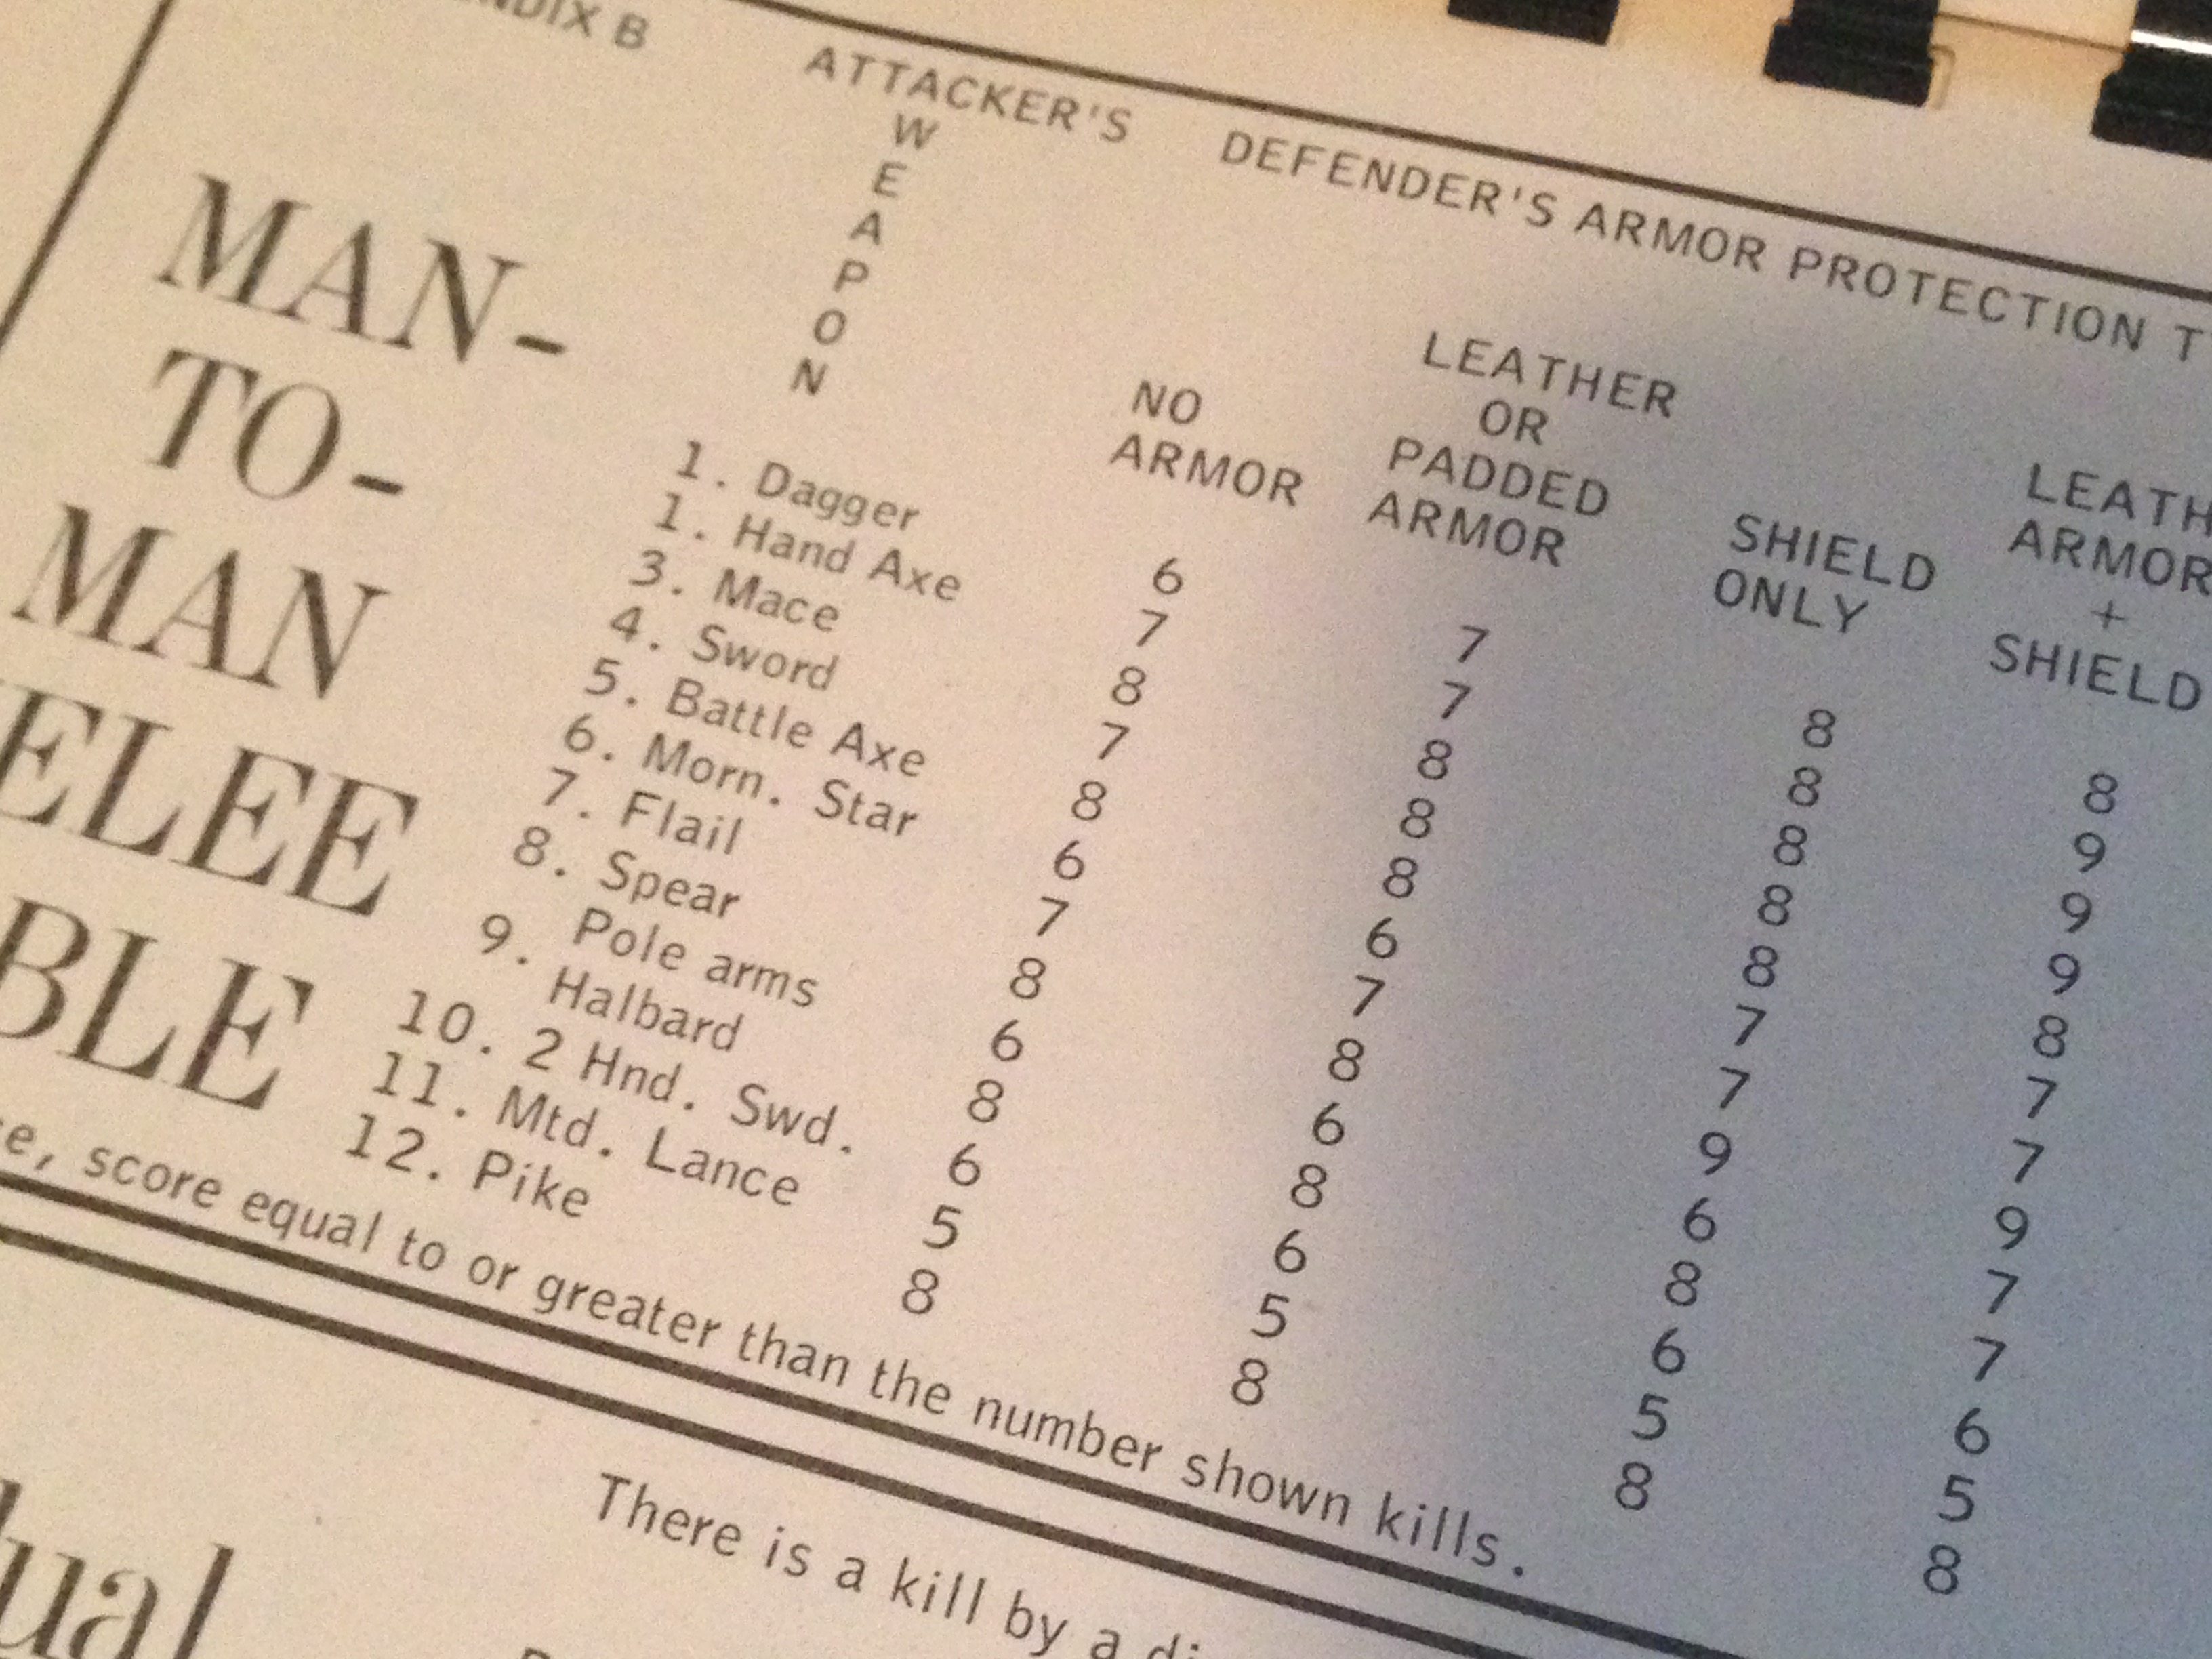 NDIX B
ATTACKER'S DEFENDER'S ARMOR PROTECTION T
W
E
A
P
O
N
MAN-
TO-
MAN
ELEE
BLE
NO
ARMOR
LEATHER
OR
PADDED
ARMOR
SHIELD
ONLY
LEATH
ARMOR
+
SHIELD
1. Dagger 6 7 8 8
1. Hand Axe 7 7 8 9
3. Mace 8 8 8 9
4. Sword 7 8 8 9
5. Battle Axe 8 8 8 8
6. Morn. Star 6 6 7 7
7. Flail 7 7 7 7
8. Spear 8 8 9 9
9. Pole arms 6 6 6 7
Halbard 8 8 8 7
10. 2 Hnd. Swd. 6 6 6 6
11. Mtd. Lance 5 5 5 5
12. Pike 8 8 8 8
e, score equal to or greater than the number shown kills.
ual
There is a kill by a di